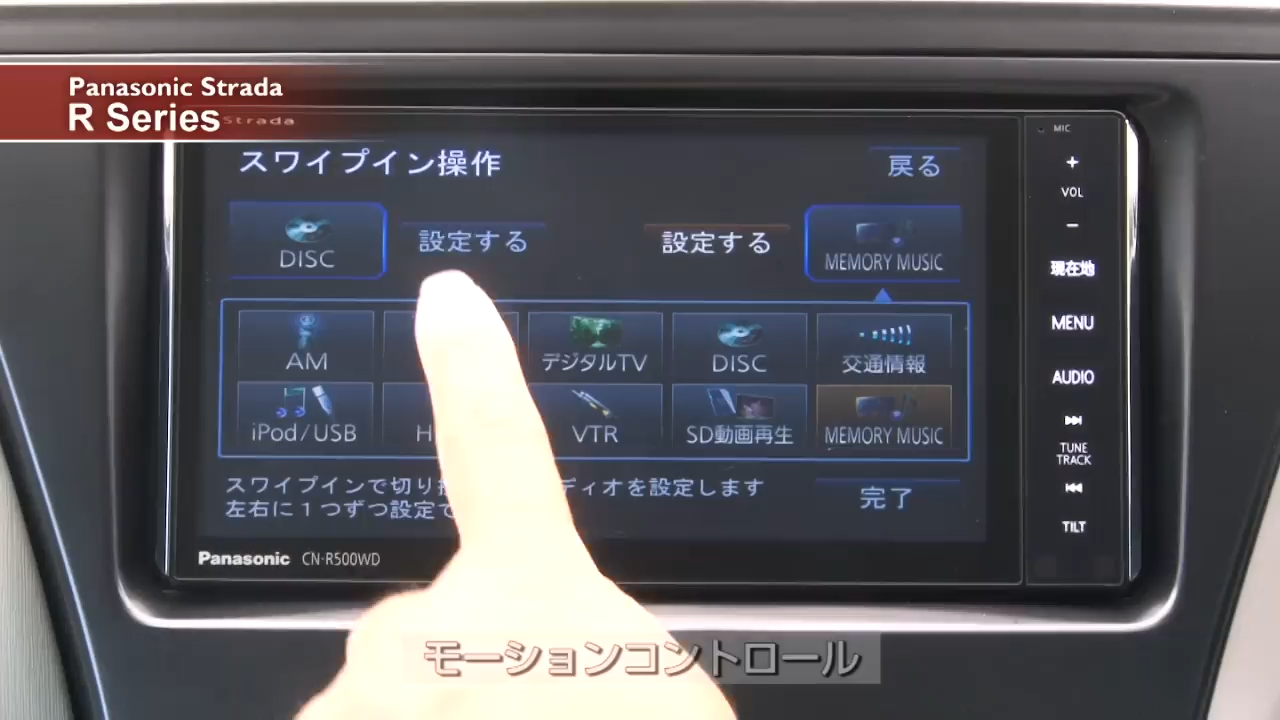 Panasonic Strada
R Series
Strada
スワイプイン操作
戻る
DISC
設定する
設定する
MEMORY MUSIC
AM
デジタルTV
DISC
交通情報
iPod/USB
VTR
SD動画再生
MEMORY MUSIC
スワイプインで切り
ディオを設定します
左右に1つずつ設定で
完了
Panasonic CN-R500WD
MIC
+
VOL
−
現在地
MENU
AUDIO
TUNE
TRACK
TILT
モーションコントロール